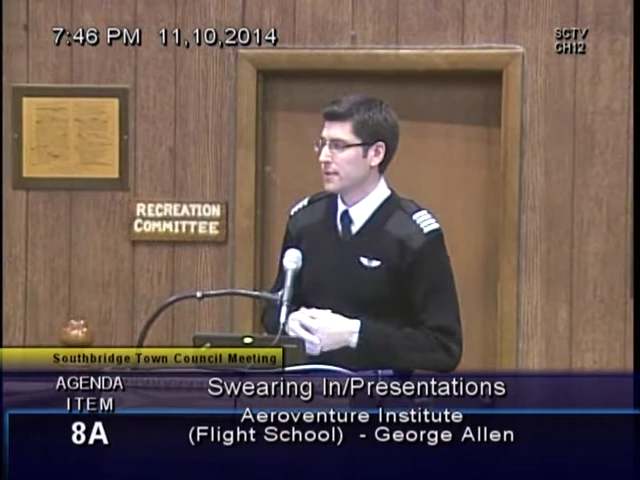 7:46 PM 11,10,2014
SCTV
CH12
RECREATION
COMMITTEE
Southbridge Town Council Meeting
AGENDA
ITEM
8A
Swearing In/Presentations
Aeroventure Institute
(Flight School) - George Allen